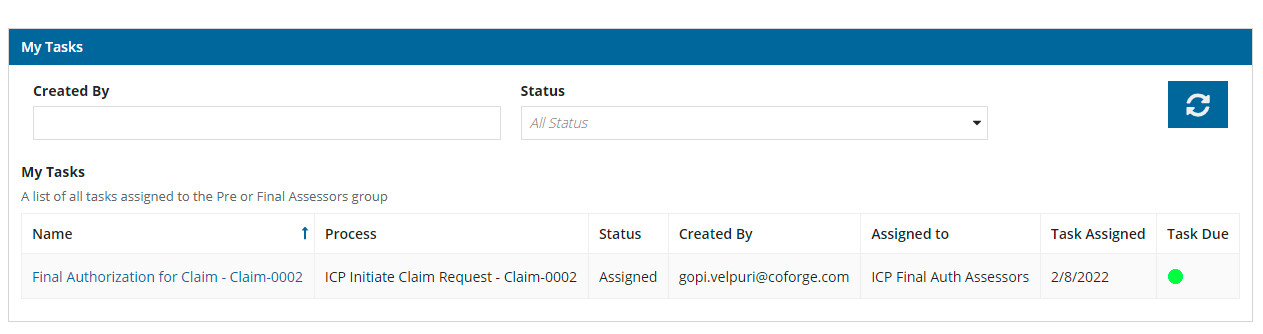 My Tasks
Created By Status
All Status
My Tasks
A list of all tasks assigned to the Pre or Final Assessors group
Name Process Status Created By Assigned to Task Assigned Task Due
Final Authorization for Claim - Claim-0002 ICP Initiate Claim Request - Claim-0002 Assigned gopi.velpuri@coforge.com ICP Final Auth Assessors 2/8/2022